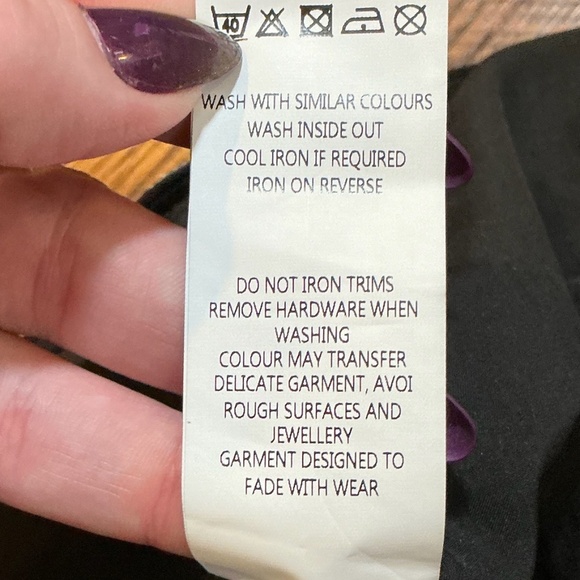 40
WASH WITH SIMILAR COLOURS
WASH INSIDE OUT
COOL IRON IF REQUIRED
IRON ON REVERSE
DO NOT IRON TRIMS
REMOVE HARDWARE WHEN
WASHING
COLOUR MAY TRANSFER
DELICATE GARMENT, AVOI
ROUGH SURFACES AND
JEWELLERY
GARMENT DESIGNED TO
FADE WITH WEAR